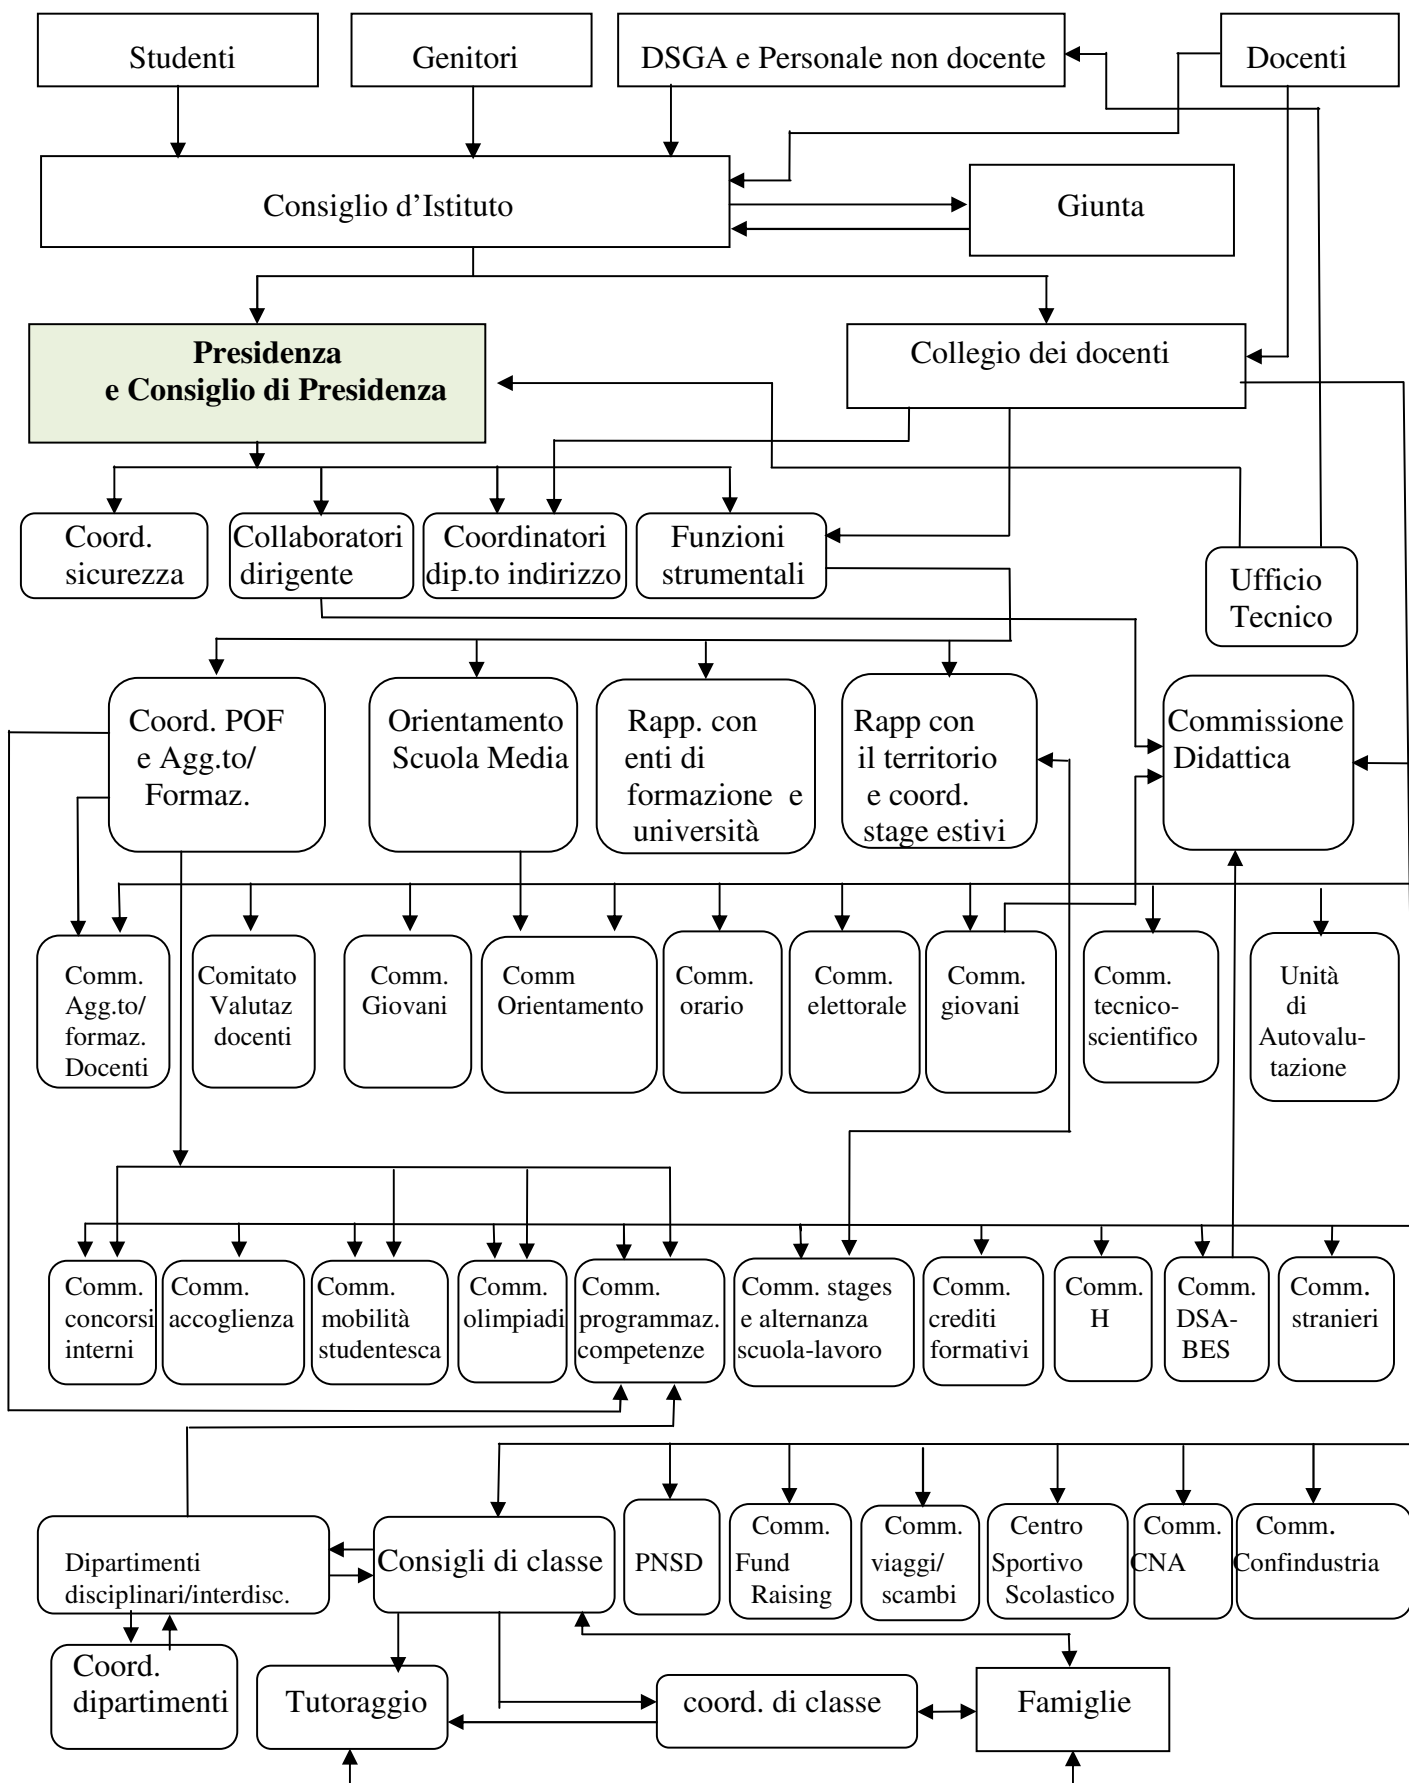 Studenti
Genitori
DSGA e Personale non docente
Docenti
Consiglio d’Istituto
Giunta
Presidenza
e Consiglio di Presidenza
Collegio dei docenti
Coord.
sicurezza
Collaboratori
dirigente
Coordinatori
dip.to indirizzo
Funzioni
strumentali
Ufficio
Tecnico
Coord. POF
e Agg.to/
Formaz.
Orientamento
Scuola Media
Rapp. con
enti di
formazione e
università
Rapp con
il territorio
e coord.
stage estivi
Commissione
Didattica
Comm.
Agg.to/
formaz.
Docenti
Comitato
Valutaz
docenti
Comm.
Giovani
Comm
Orientamento
Comm.
orario
Comm.
elettorale
Comm.
giovani
Comm.
tecnico-
scientifico
Unità
di
Autovalu-
tazione
Comm.
concorsi
interni
Comm.
accoglienza
Comm.
mobilità
studentesca
Comm.
olimpiadi
Comm.
programmaz.
competenze
Comm. stages
e alternanza
scuola-lavoro
Comm.
crediti
formativi
Comm.
H
Comm.
DSA-
BES
Comm.
stranieri
Dipartimenti
disciplinari/interdisc.
Consigli di classe
PNSD
Comm.
Fund
Raising
Comm.
viaggi/
scambi
Centro
Sportivo
Scolastico
Comm.
CNA
Comm.
Confindustria
Coord.
dipartimenti
Tutoraggio
coord. di classe
Famiglie